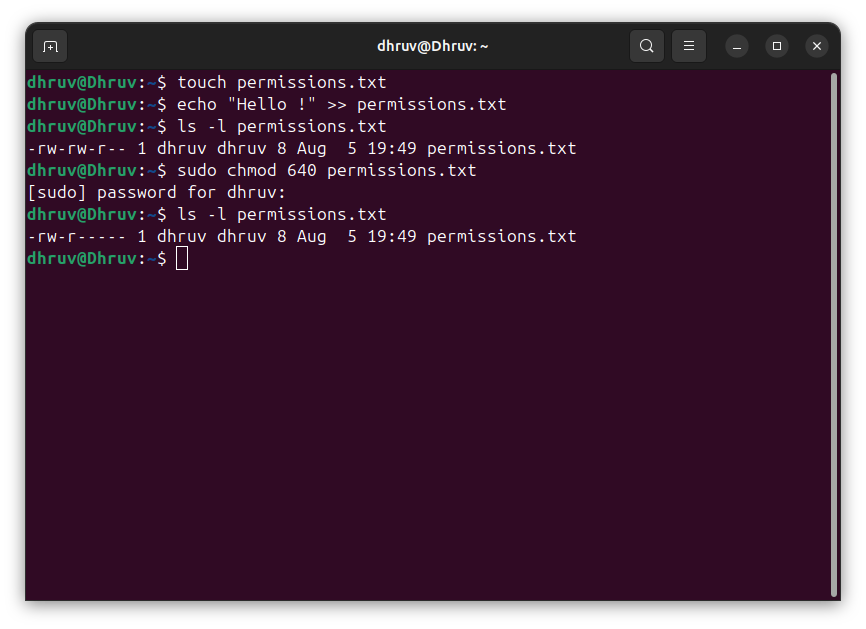 dhruv@Dhruv: ~
dhruv@Dhruv:~$ touch permissions.txt
dhruv@Dhruv:~$ echo "Hello !" >> permissions.txt
dhruv@Dhruv:~$ ls -l permissions.txt
-rw-rw-r-- 1 dhruv dhruv 8 Aug  5 19:49 permissions.txt
dhruv@Dhruv:~$ sudo chmod 640 permissions.txt
[sudo] password for dhruv:
dhruv@Dhruv:~$ ls -l permissions.txt
-rw-r----- 1 dhruv dhruv 8 Aug  5 19:49 permissions.txt
dhruv@Dhruv:~$